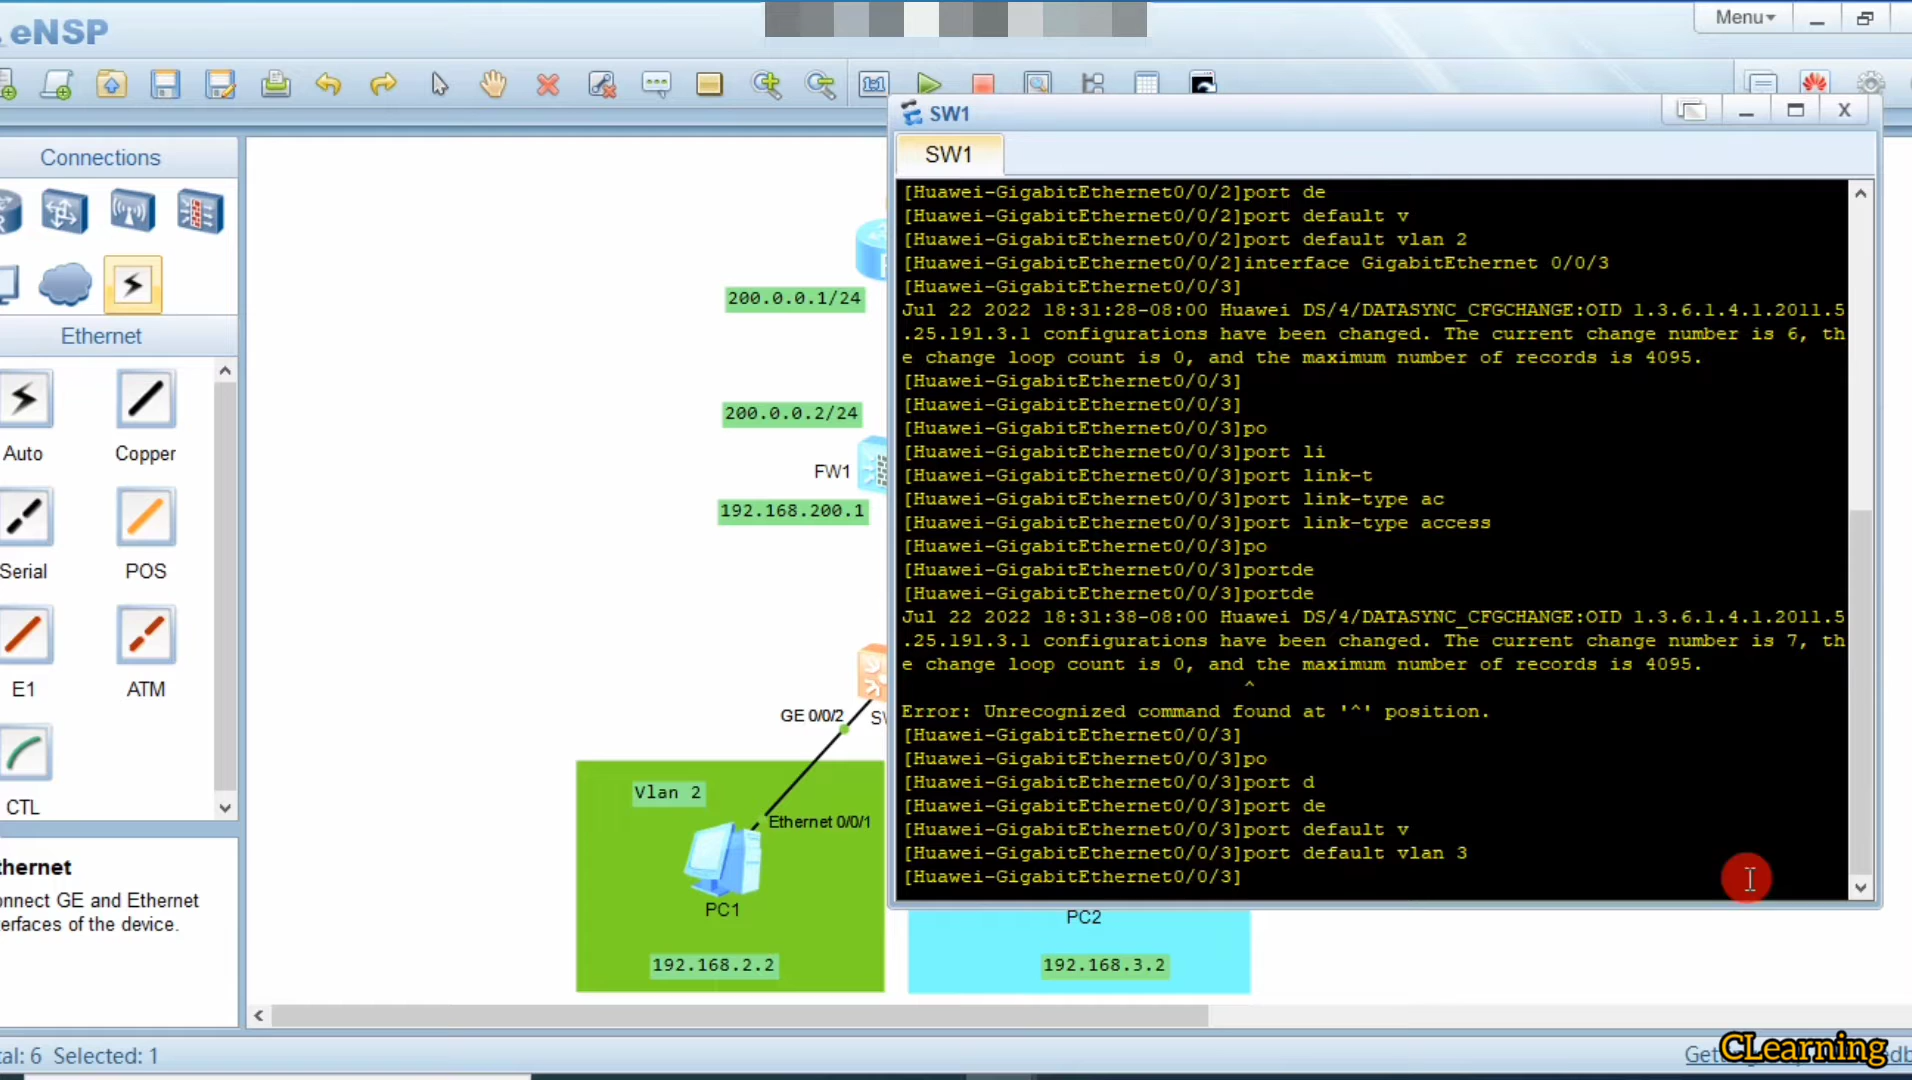 eNSP
Menu
SW1
SW1
Connections
Ethernet
Auto
Copper
Serial
POS
E1
ATM
CTL
200.0.0.1/24
200.0.0.2/24
FW1
192.168.200.1
GE 0/0/2
Vlan 2
Ethernet 0/0/1
PC1
192.168.2.2
PC2
192.168.3.2
[Huawei-GigabitEthernet0/0/2]port de
[Huawei-GigabitEthernet0/0/2]port default v
[Huawei-GigabitEthernet0/0/2]port default vlan 2
[Huawei-GigabitEthernet0/0/2]interface GigabitEthernet 0/0/3
[Huawei-GigabitEthernet0/0/3]
Jul 22 2022 18:31:28-08:00 Huawei DS/4/DATASYNC_CFGCHANGE:OID 1.3.6.1.4.1.2011.5
.25.191.3.1 configurations have been changed. The current change number is 6, th
e change loop count is 0, and the maximum number of records is 4095.
[Huawei-GigabitEthernet0/0/3]
[Huawei-GigabitEthernet0/0/3]
[Huawei-GigabitEthernet0/0/3]po
[Huawei-GigabitEthernet0/0/3]port li
[Huawei-GigabitEthernet0/0/3]port link-t
[Huawei-GigabitEthernet0/0/3]port link-type ac
[Huawei-GigabitEthernet0/0/3]port link-type access
[Huawei-GigabitEthernet0/0/3]po
[Huawei-GigabitEthernet0/0/3]portde
[Huawei-GigabitEthernet0/0/3]portde
Jul 22 2022 18:31:38-08:00 Huawei DS/4/DATASYNC_CFGCHANGE:OID 1.3.6.1.4.1.2011.5
.25.191.3.1 configurations have been changed. The current change number is 7, th
e change loop count is 0, and the maximum number of records is 4095.
^
Error: Unrecognized command found at '^' position.
[Huawei-GigabitEthernet0/0/3]
[Huawei-GigabitEthernet0/0/3]po
[Huawei-GigabitEthernet0/0/3]port d
[Huawei-GigabitEthernet0/0/3]port de
[Huawei-GigabitEthernet0/0/3]port default v
[Huawei-GigabitEthernet0/0/3]port default vlan 3
[Huawei-GigabitEthernet0/0/3]
hernet
onnect GE and Ethernet
erfaces of the device.
tal: 6 Selected: 1
CLearning